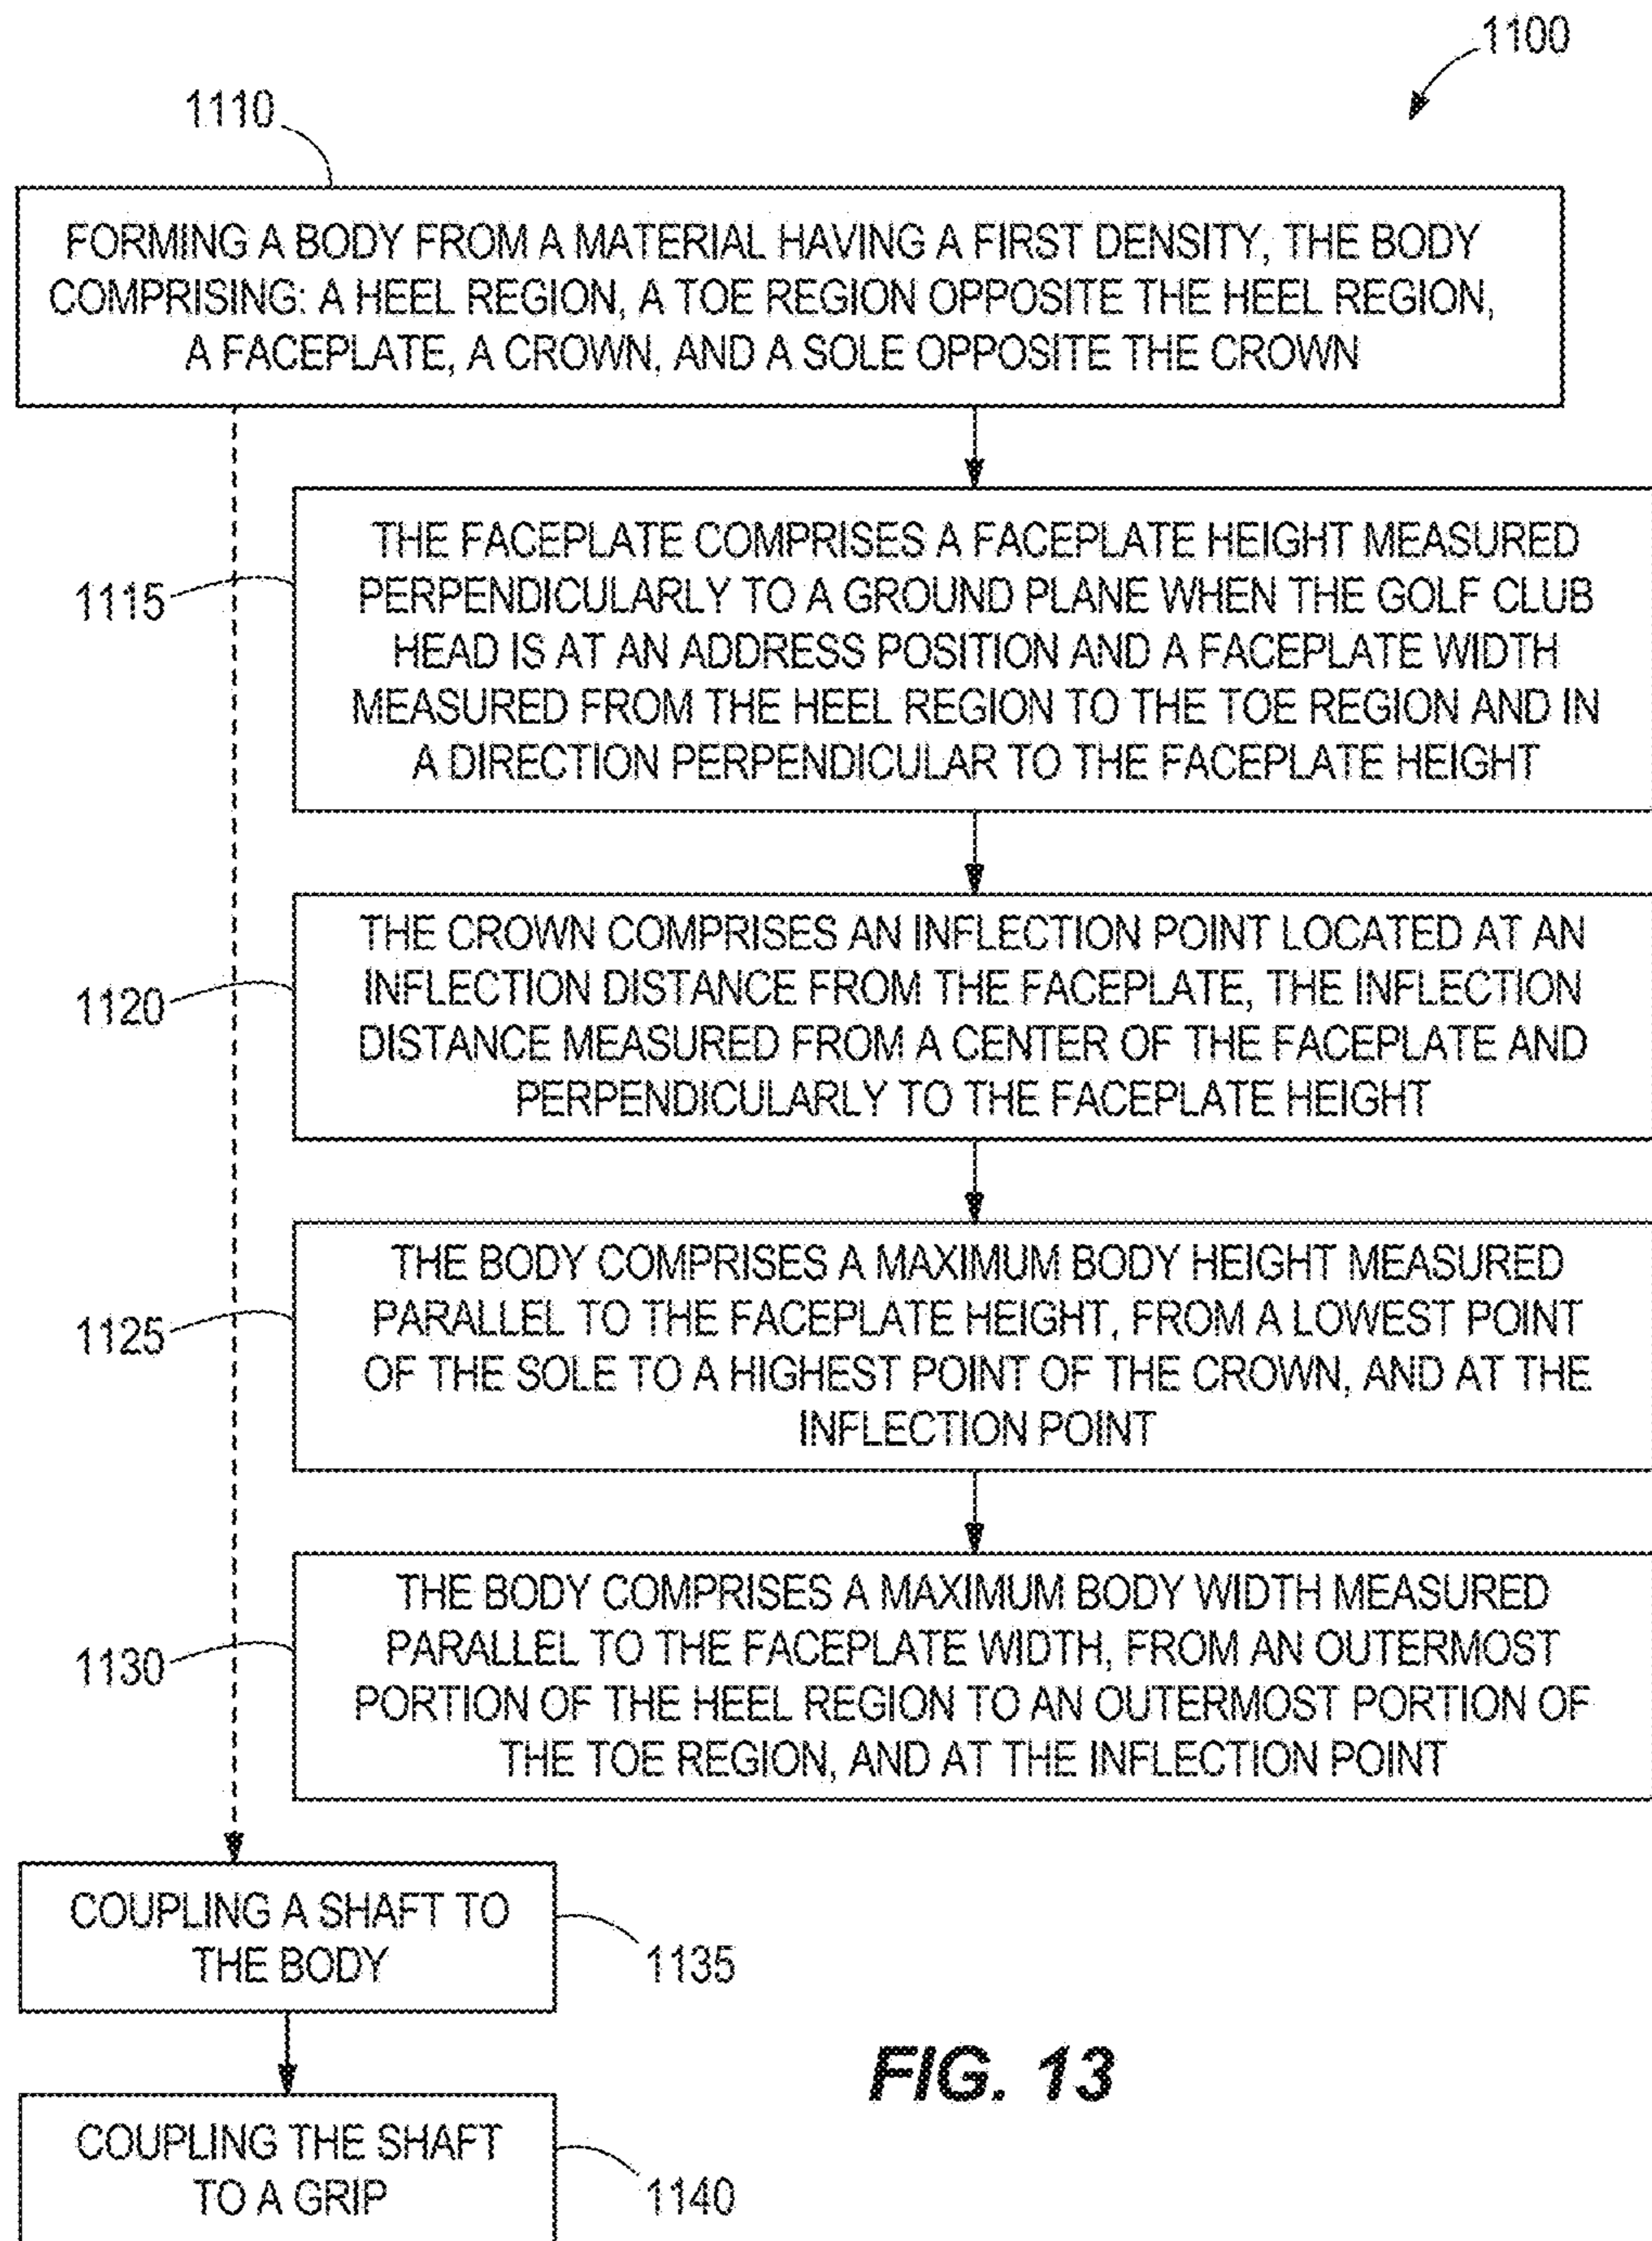 1100
1110
FORMING A BODY FROM A MATERIAL HAVING A FIRST DENSITY, THE BODY
COMPRISING: A HEEL REGION, A TOE REGION OPPOSITE THE HEEL REGION,
A FACEPLATE, A CROWN, AND A SOLE OPPOSITE THE CROWN
1115
THE FACEPLATE COMPRISES A FACEPLATE HEIGHT MEASURED
PERPENDICULARLY TO A GROUND PLANE WHEN THE GOLF CLUB
HEAD IS AT AN ADDRESS POSITION AND A FACEPLATE WIDTH
MEASURED FROM THE HEEL REGION TO THE TOE REGION AND IN
A DIRECTION PERPENDICULAR TO THE FACEPLATE HEIGHT
1120
THE CROWN COMPRISES AN INFLECTION POINT LOCATED AT AN
INFLECTION DISTANCE FROM THE FACEPLATE, THE INFLECTION
DISTANCE MEASURED FROM A CENTER OF THE FACEPLATE AND
PERPENDICULARLY TO THE FACEPLATE HEIGHT
1125
THE BODY COMPRISES A MAXIMUM BODY HEIGHT MEASURED
PARALLEL TO THE FACEPLATE HEIGHT, FROM A LOWEST POINT
OF THE SOLE TO A HIGHEST POINT OF THE CROWN, AND AT THE
INFLECTION POINT
1130
THE BODY COMPRISES A MAXIMUM BODY WIDTH MEASURED
PARALLEL TO THE FACEPLATE WIDTH, FROM AN OUTERMOST
PORTION OF THE HEEL REGION TO AN OUTERMOST PORTION OF
THE TOE REGION, AND AT THE INFLECTION POINT
COUPLING A SHAFT TO
THE BODY
1135
COUPLING THE SHAFT
TO A GRIP
1140
FIG. 13